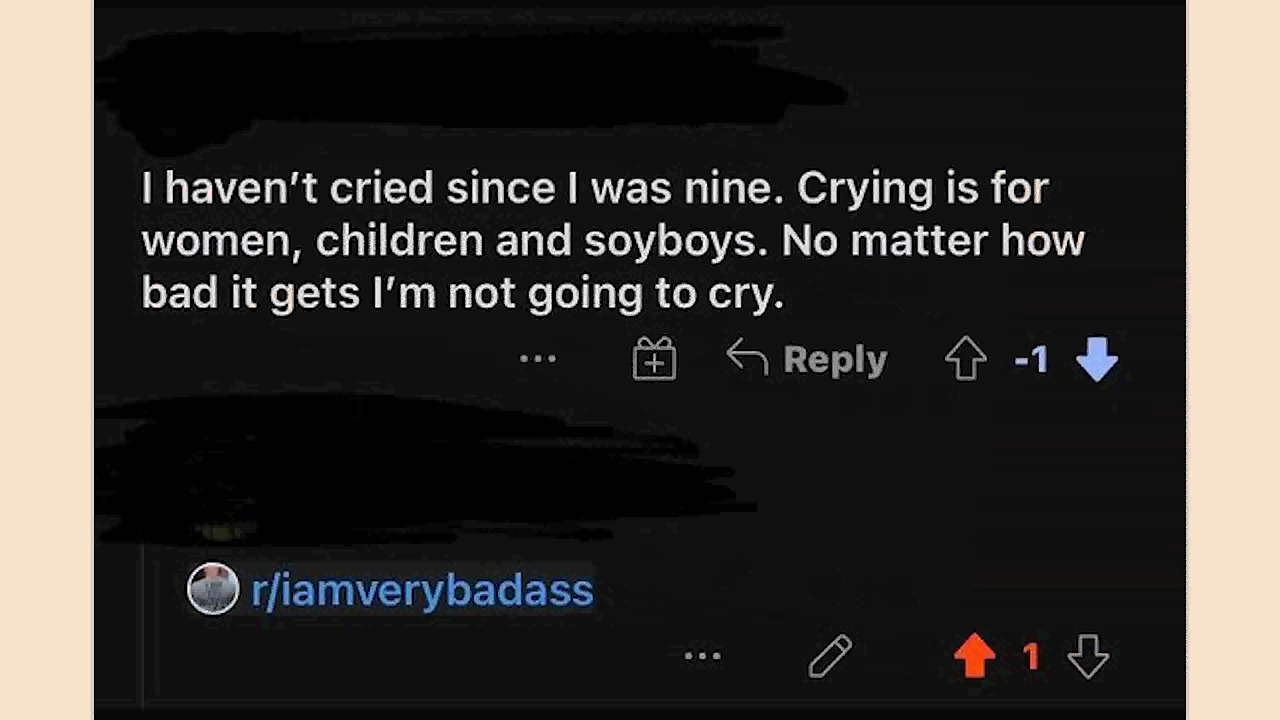 I haven’t cried since I was nine. Crying is for
women, children and soyboys. No matter how
bad it gets I’m not going to cry.
... Reply -1
r/iamverybadass
... 1